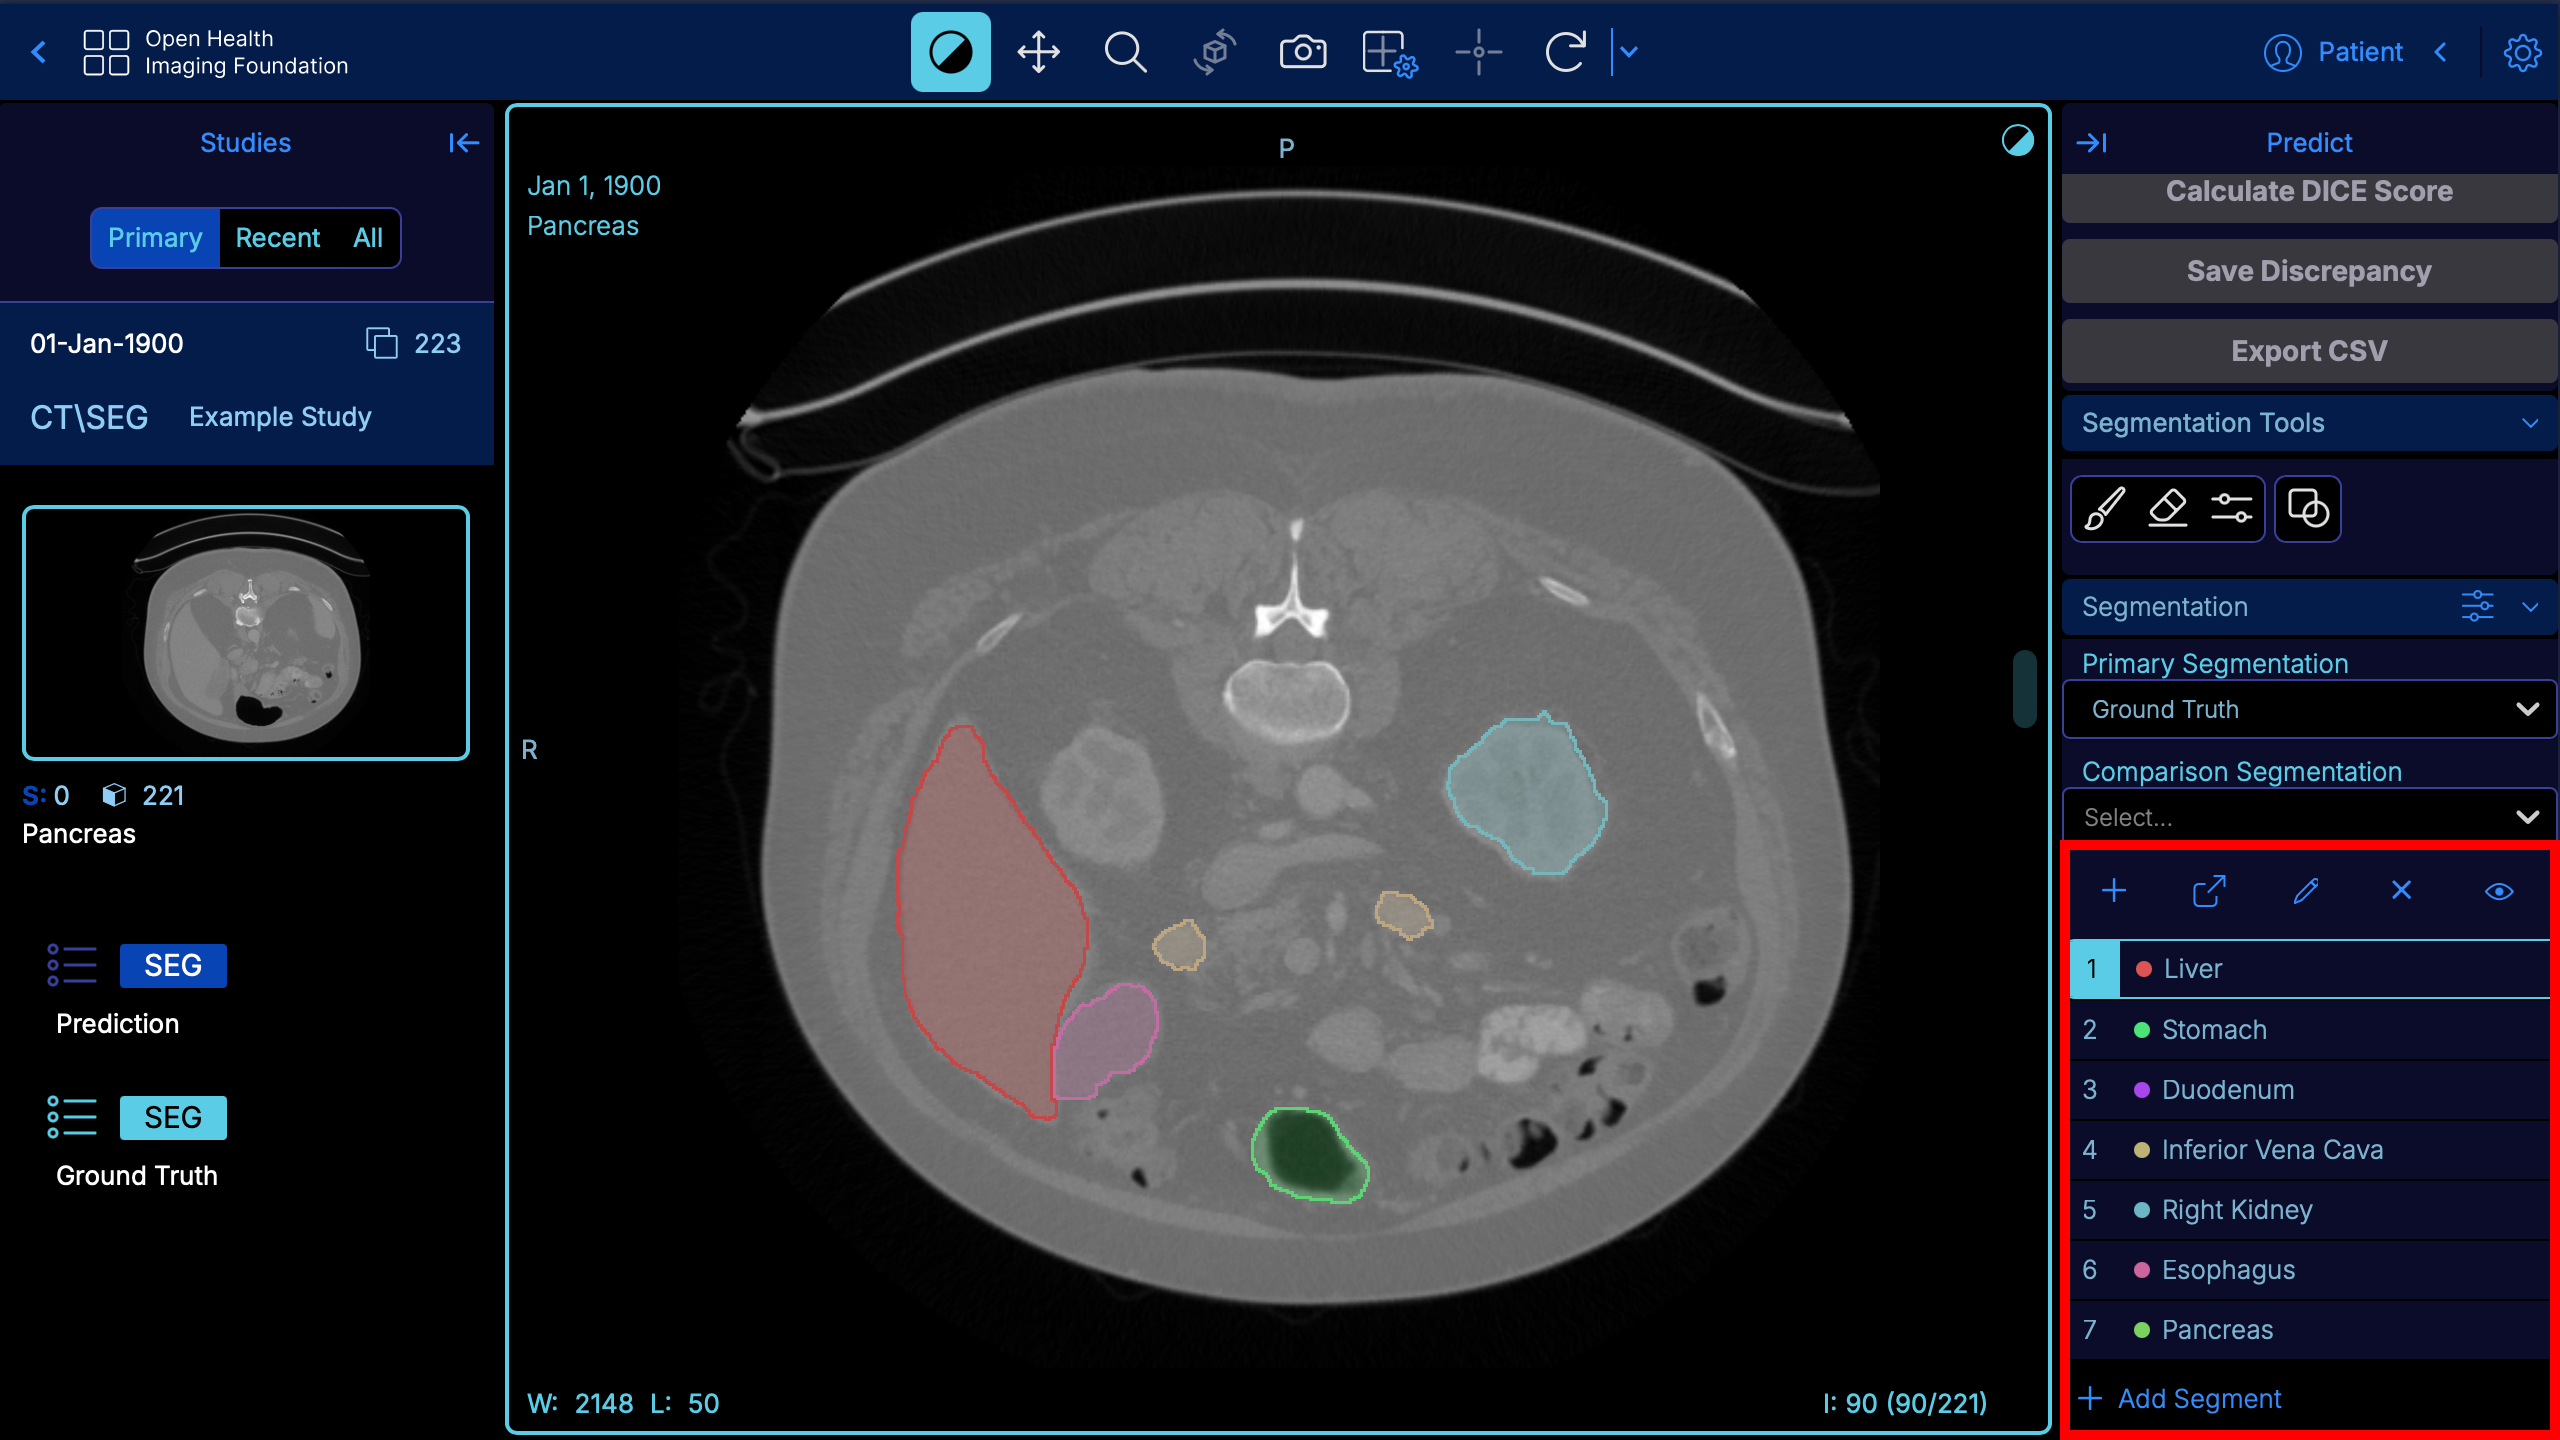 Open Health
Imaging Foundation
Patient
Studies
Primary Recent All
01-Jan-1900 223
CT\SEG Example Study
S: 0 221
Pancreas
SEG
Prediction
SEG
Ground Truth
P
Jan 1, 1900
Pancreas
R
W: 2148 L: 50
I: 90 (90/221)
Predict
Calculate DICE Score
Save Discrepancy
Export CSV
Segmentation Tools
Segmentation
Primary Segmentation
Ground Truth
Comparison Segmentation
Select...
1 Liver
2 Stomach
3 Duodenum
4 Inferior Vena Cava
5 Right Kidney
6 Esophagus
7 Pancreas
Add Segment